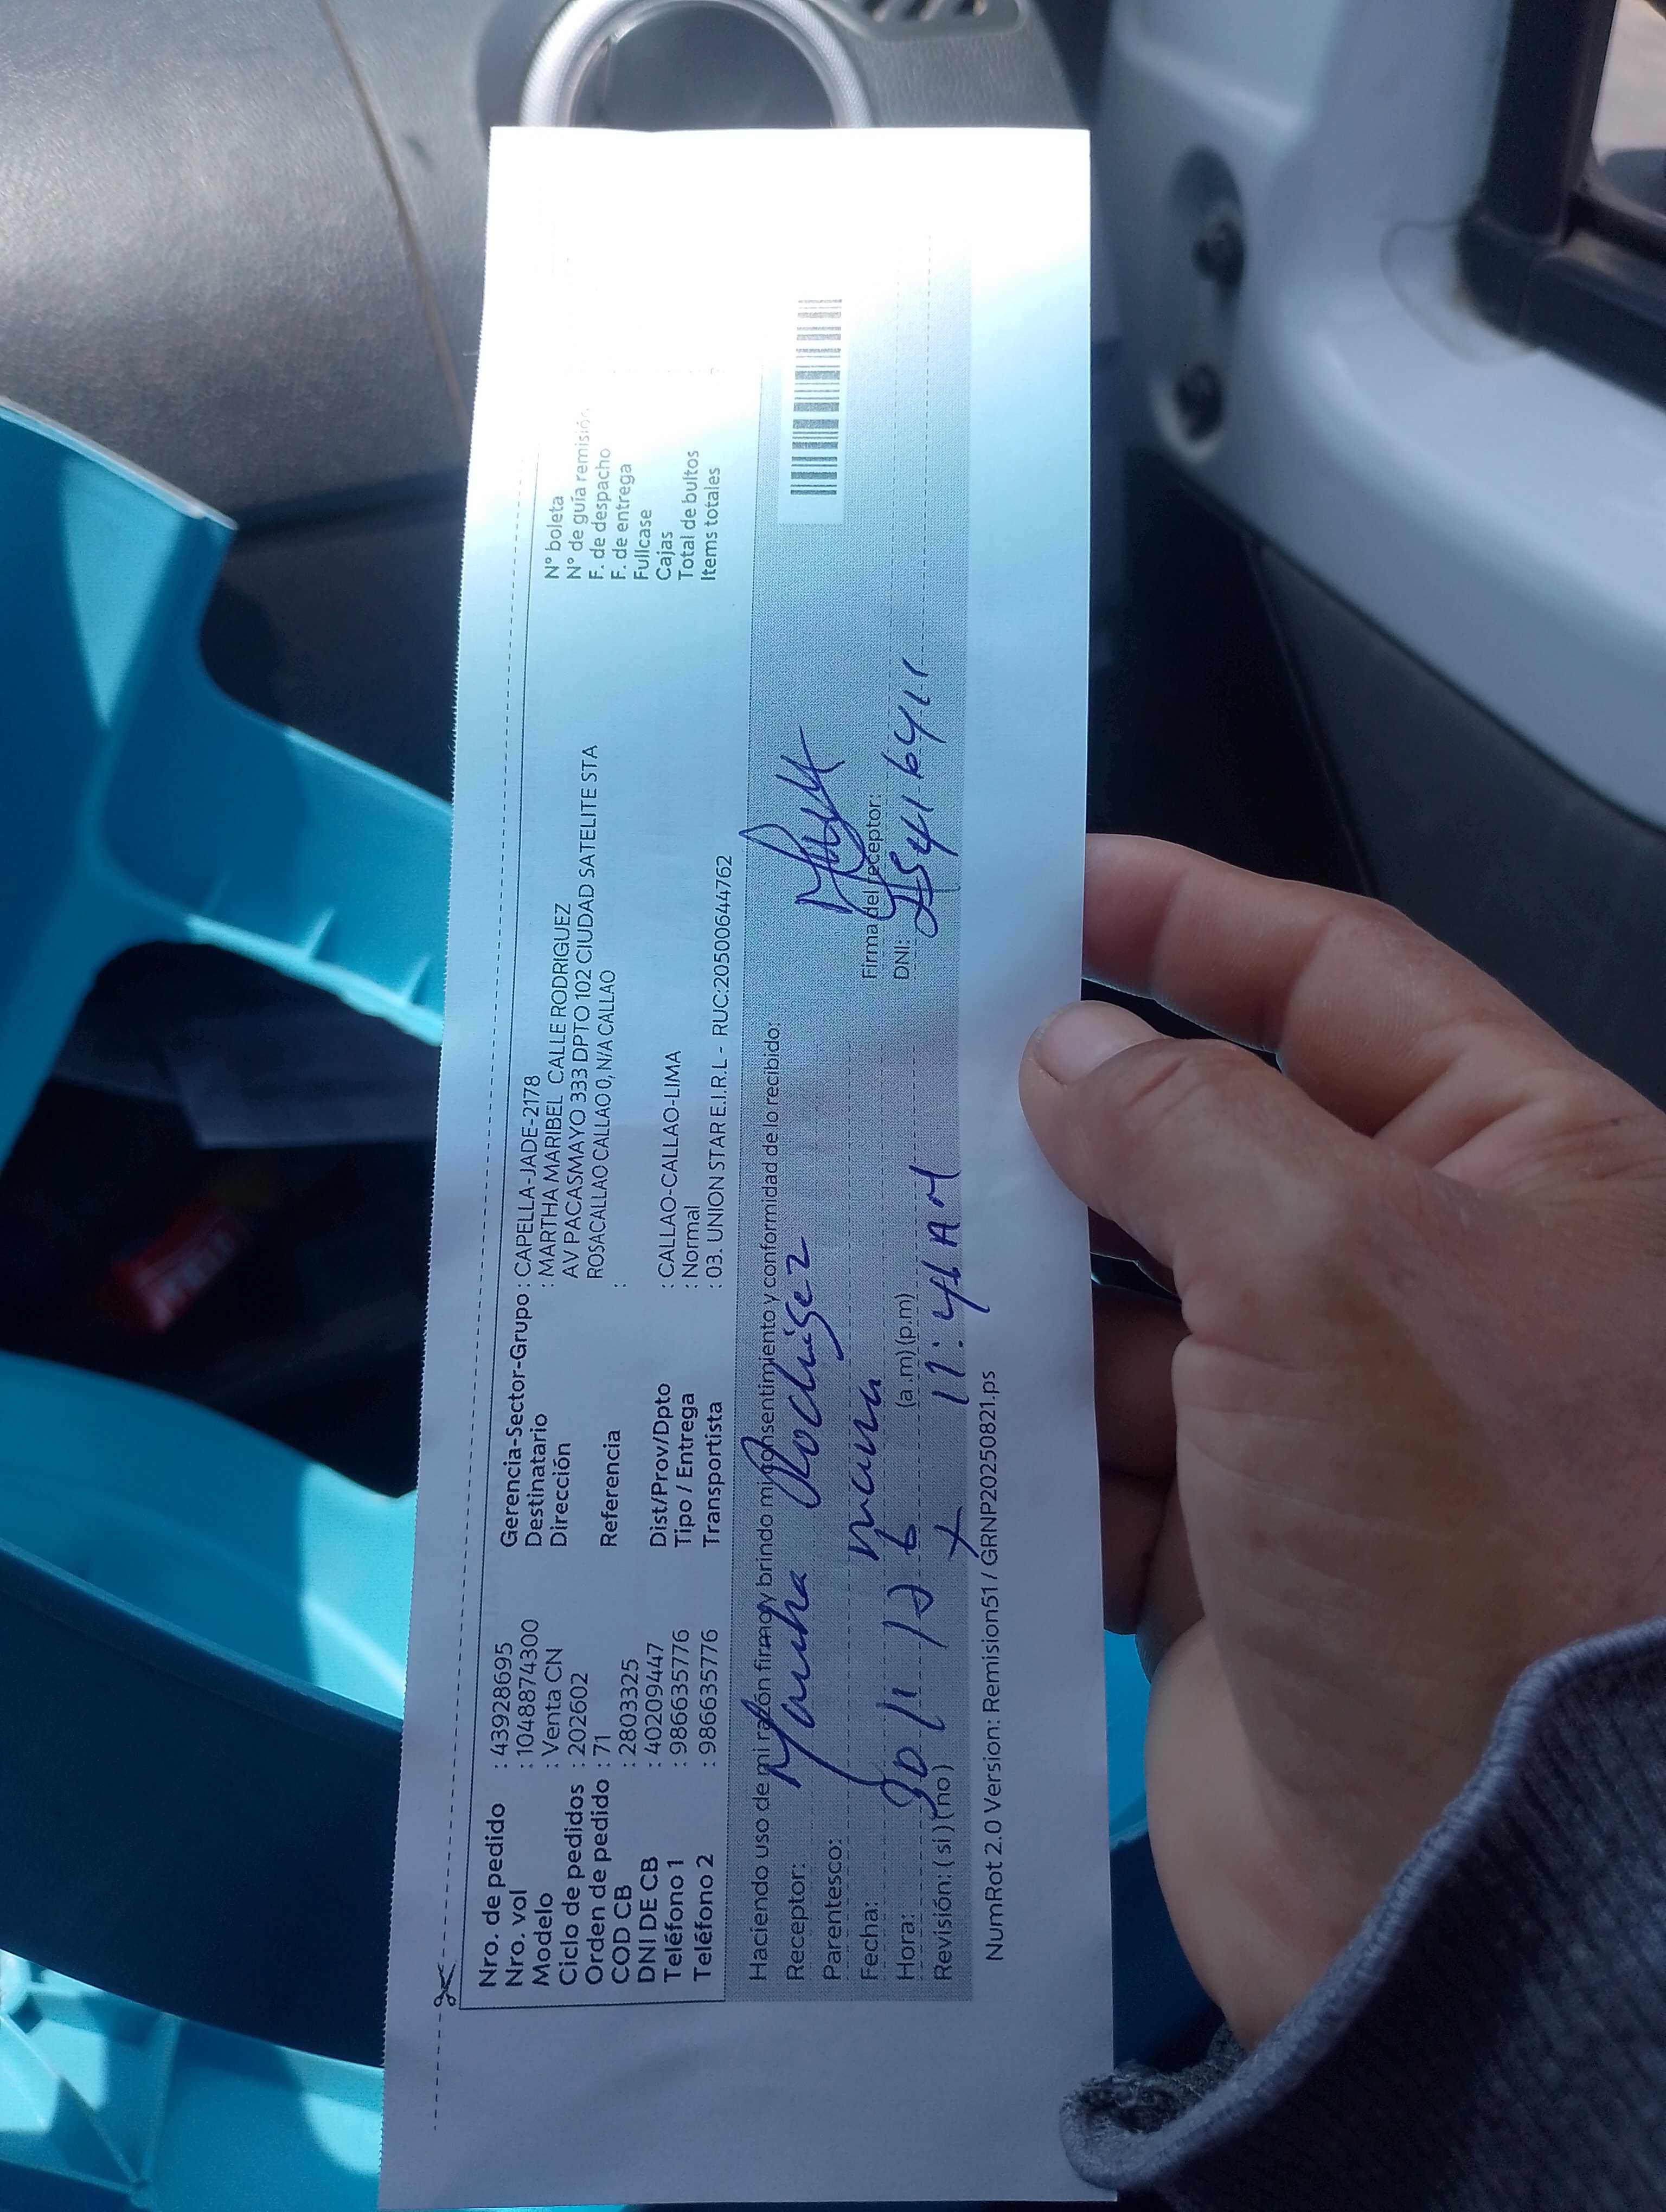 Nro. de pedido : 43928695
Nro. vol : 1048874300
Modelo : Venta CN
Ciclo de pedidos : 202602
Orden de pedido : 71
COD CB : 2803325
DNI DE CB : 40209447
Teléfono 1 : 986635776
Teléfono 2 : 986635776
Gerencia-Sector-Grupo : CAPELLA-JADE-2178
Destinatario : MARTHA MARIBEL CALLE RODRIGUEZ
Dirección AV PACASMAYO 333 DPTO 102 CIUDAD SATELITE STA
ROSACALLAO CALLAO 0, N/A CALLAO
Referencia :
Dist/Prov/Dpto : CALLAO-CALLAO-LIMA
Tipo / Entrega : Normal
Transportista : 03. UNION STAR E.I.R.L - RUC:20500644762
N° boleta
N° de guía remisión
F. de despacho
F. de entrega
Fullcase
Cajas
Total de bultos
Items totales
Haciendo uso de mi razón firmo y brindo mi consentimiento y conformidad de lo recibido:
Receptor: Rodriguez
Parentesco: mama
Fecha:
Hora: (a.m) (p.m)
11:46 AM
Revisión: ( si ) ( no )
Firma del receptor:
DNI:
NumRot 2.0 Version: Remision51 / GRNP20250821.ps